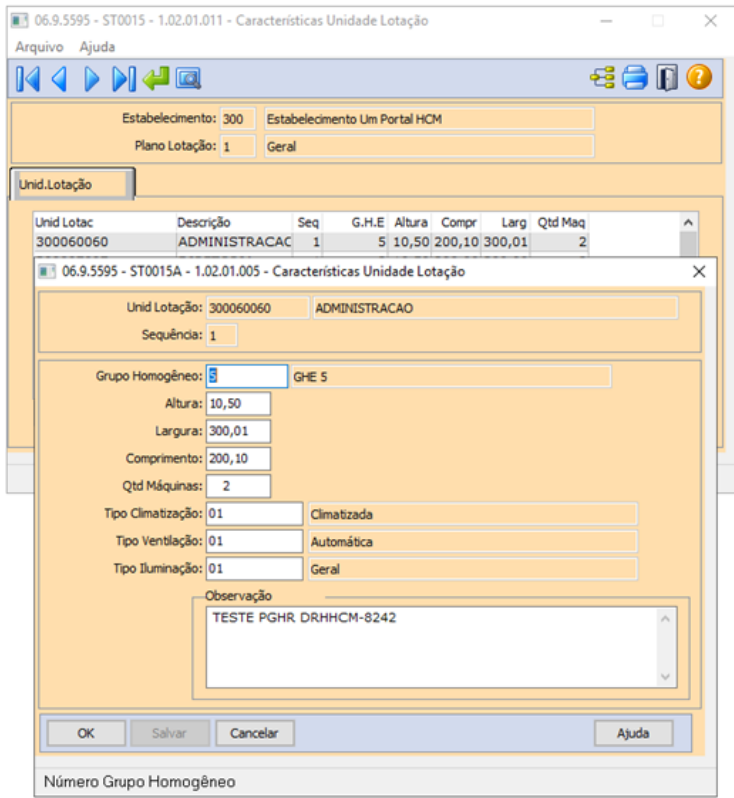 06.9.5595 - ST0015 - 1.02.01.011 - Características Unidade Lotação
Arquivo Ajuda
Estabelecimento: 300 Estabelecimento Um Portal HCM
Plano Lotação: 1 Geral
Unid.Lotação
Unid Lotac Descrição Seq G.H.E Altura Compr Larg Qtd Maq
300060060 ADMINISTRACAC 1 5 10,50 200,10 300,01 2
06.9.5595 - ST0015A - 1.02.01.005 - Características Unidade Lotação
Unid Lotação: 300060060 ADMINISTRACAO
Sequência: 1
Grupo Homogêneo: 5 GHE 5
Altura: 10,50
Largura: 300,01
Comprimento: 200,10
Qtd Máquinas: 2
Tipo Climatização: 01 Climatizada
Tipo Ventilação: 01 Automática
Tipo Iluminação: 01 Geral
Observação
TESTE PGHR DRHHCM-8242
OK Salvar Cancelar Ajuda
Número Grupo Homogêneo